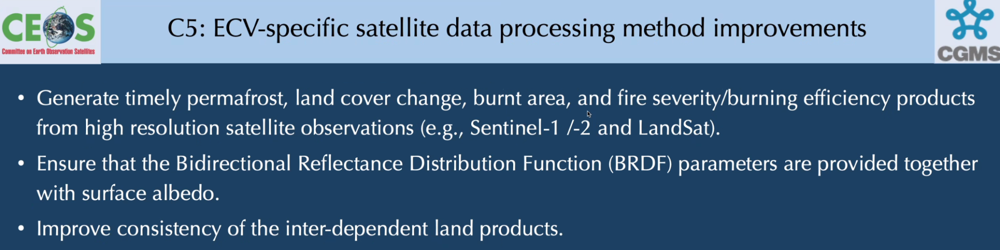 CEOS
Committee on Earth Observation Satellites
C5: ECV-specific satellite data processing method improvements
CGMS
• Generate timely permafrost, land cover change, burnt area, and fire severity/burning efficiency products
from high resolution satellite observations (e.g., Sentinel-1 /-2 and LandSat).
• Ensure that the Bidirectional Reflectance Distribution Function (BRDF) parameters are provided together
with surface albedo.
• Improve consistency of the inter-dependent land products.